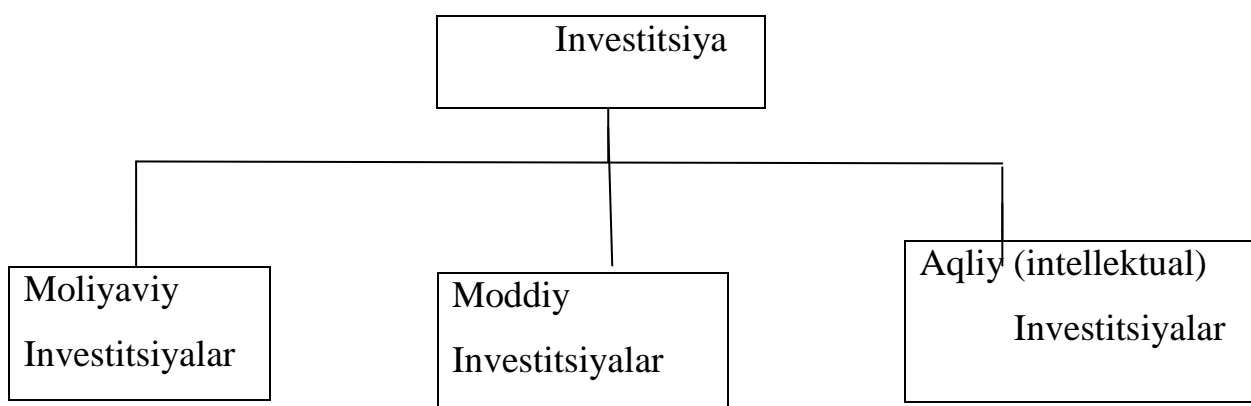 Investitsiya
Moliyaviy
Investitsiyalar
Moddiy
Investitsiyalar
Aqliy (intellektual)
Investitsiyalar